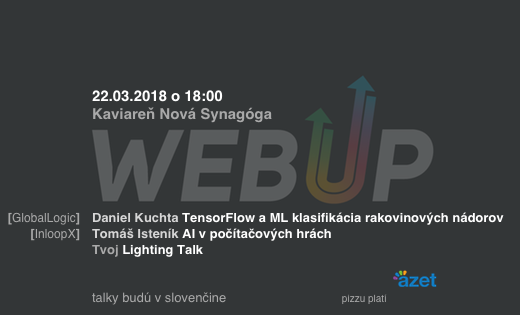 22.03.2018 o 18:00
Kaviareň Nová Synagóga
WEBUP
[GlobalLogic] Daniel Kuchta TensorFlow a ML klasifikácia rakovinových nádorov
[InloopX] Tomáš Isteník AI v počítačových hrách
Tvoj Lighting Talk
azet
talky budú v slovenčine pizzu platí